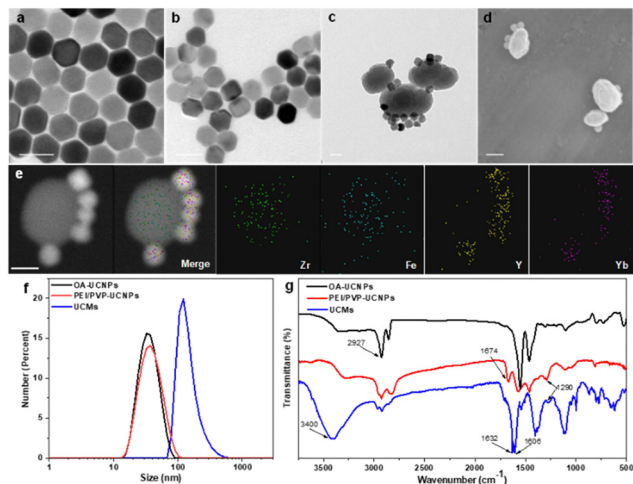 a
b
c
d
e
Merge
Zr
Fe
Y
Yb
f
OA-UCNPs
PEI/PVP-UCNPs
UCMs
Number (Percent)
20
15
10
5
0
1
10
100
1000
Size (nm)
g
OA-UCNPs
PEI/PVP-UCNPs
UCMs
Transmittance (%)
2927
1674
1290
3400
1632
1606
3500
3000
2500
2000
1500
1000
500
Wavenumber (cm-1)